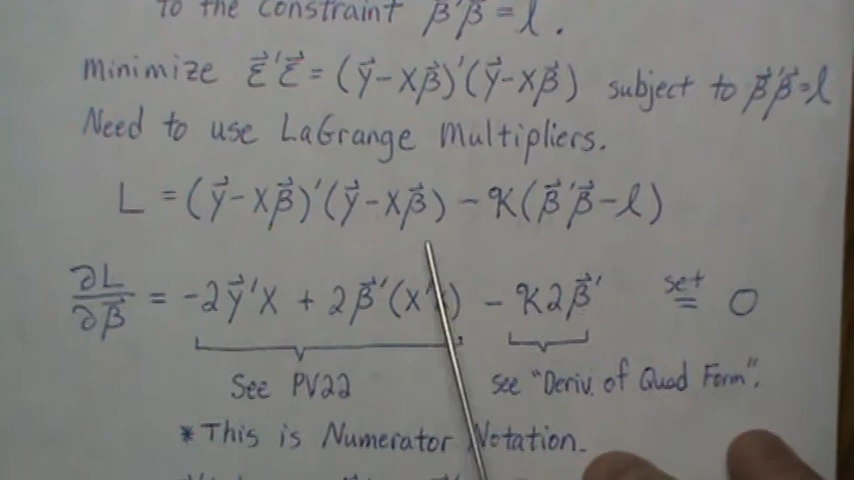 to the constraint β⃗'β⃗ = l.
Minimize ε⃗'ε⃗ = (y⃗ - Xβ⃗)'(y⃗ - Xβ⃗) subject to β⃗'β⃗ = l
Need to use LaGrange Multipliers.
L = (y⃗ - Xβ⃗)'(y⃗ - Xβ⃗) - K(β⃗'β⃗ - l)
∂L/∂β⃗ = -2y⃗'X + 2β⃗'(X'X) - K2β⃗' set = 0
See PV22 see "Deriv. of Quad Form".
*This is Numerator Notation.